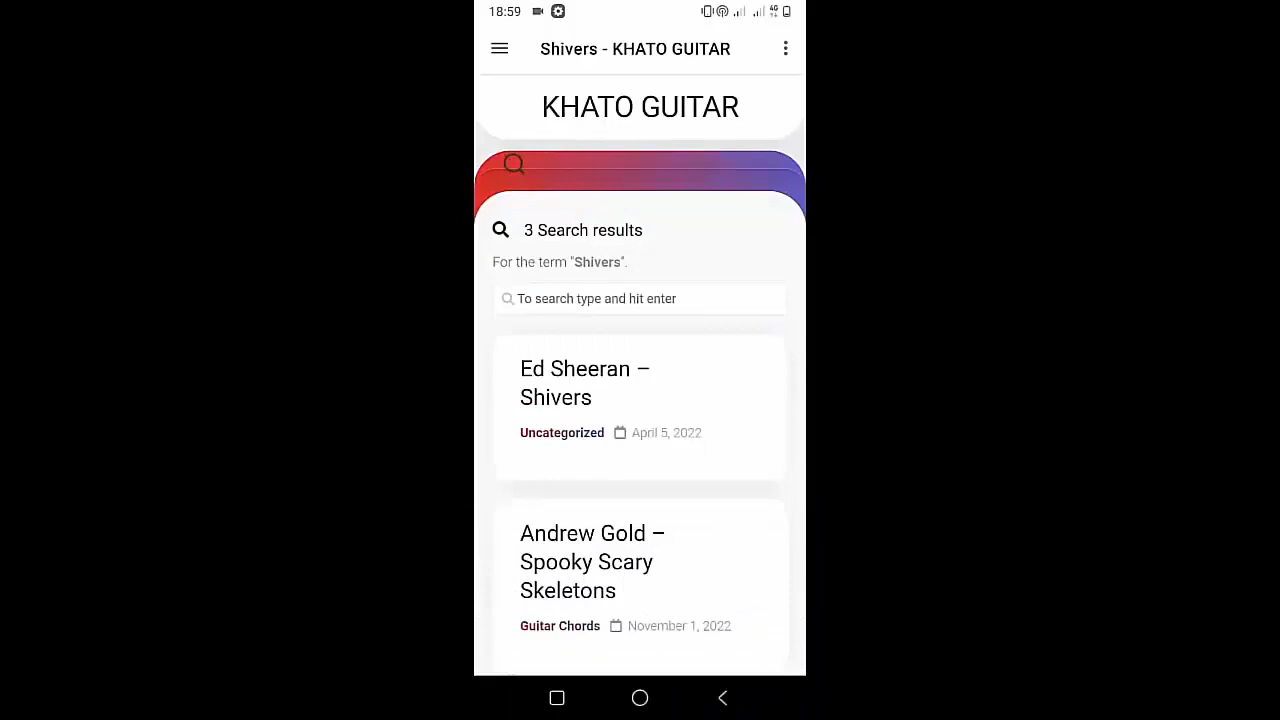 18:59
4G
Shivers - KHATO GUITAR
KHATO GUITAR
3 Search results
For the term "Shivers".
To search type and hit enter
Ed Sheeran –
Shivers
Uncategorized April 5, 2022
Andrew Gold –
Spooky Scary
Skeletons
Guitar Chords November 1, 2022